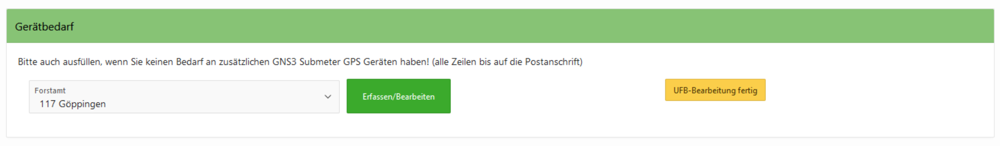 Gerätbedarf
Bitte auch ausfüllen, wenn Sie keinen Bedarf an zusätzlichen GNS3 Submeter GPS Geräten haben! (alle Zeilen bis auf die Postanschrift)
Forstamt
117 Göppingen
Erfassen/Bearbeiten
UFB-Bearbeitung fertig